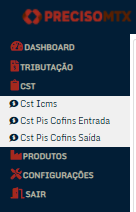 PRECISOMTX
DASHBOARD
TRIBUTAÇÃO
CST
Cst Icms
Cst Pis Cofins Entrada
Cst Pis Cofins Saída
PRODUTOS
CONFIGURAÇÕES
SAIR